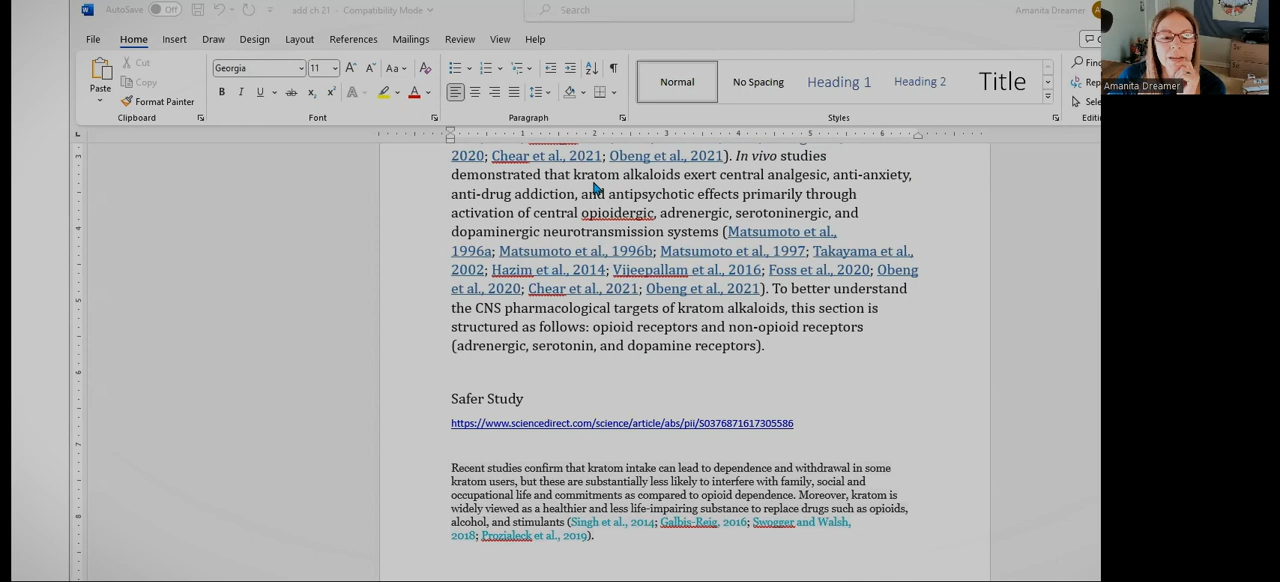 AutoSave Off add ch 21 - Compatibility Mode Search Amanita Dreamer A
File Home Insert Draw Design Layout References Mailings Review View Help
Paste Cut Copy Format Painter Georgia 11 Normal No Spacing Heading 1 Heading 2 Title
Clipboard Font Paragraph Styles
Amanita Dreamer
2020; Chear et al., 2021; Obeng et al., 2021). In vivo studies
demonstrated that kratom alkaloids exert central analgesic, anti-anxiety,
anti-drug addiction, and antipsychotic effects primarily through
activation of central opioidergic, adrenergic, serotoninergic, and
dopaminergic neurotransmission systems (Matsumoto et al.,
1996a; Matsumoto et al., 1996b; Matsumoto et al., 1997; Takayama et al.,
2002; Hazim et al., 2014; Vijeepallam et al., 2016; Foss et al., 2020; Obeng
et al., 2020; Chear et al., 2021; Obeng et al., 2021). To better understand
the CNS pharmacological targets of kratom alkaloids, this section is
structured as follows: opioid receptors and non-opioid receptors
(adrenergic, serotonin, and dopamine receptors).
Safer Study
https://www.sciencedirect.com/science/article/abs/pii/S0376871617305586
Recent studies confirm that kratom intake can lead to dependence and withdrawal in some
kratom users, but these are substantially less likely to interfere with family, social and
occupational life and commitments as compared to opioid dependence. Moreover, kratom is
widely viewed as a healthier and less life-impairing substance to replace drugs such as opioids,
alcohol, and stimulants (Singh et al., 2014; Galbis-Reig, 2016; Swogger and Walsh,
2018; Prozialeck et al., 2019).